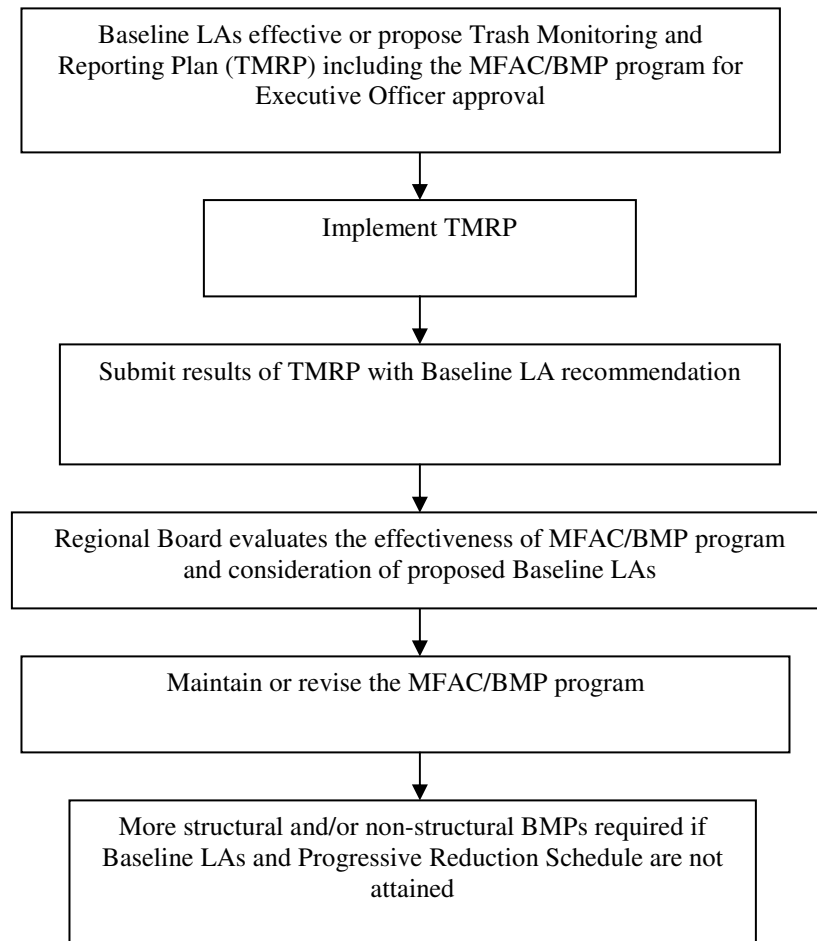 Baseline LAs effective or propose Trash Monitoring and
Reporting Plan (TMRP) including the MFAC/BMP program for
Executive Officer approval
Implement TMRP
Submit results of TMRP with Baseline LA recommendation
Regional Board evaluates the effectiveness of MFAC/BMP program
and consideration of proposed Baseline LAs
Maintain or revise the MFAC/BMP program
More structural and/or non-structural BMPs required if
Baseline LAs and Progressive Reduction Schedule are not
attained